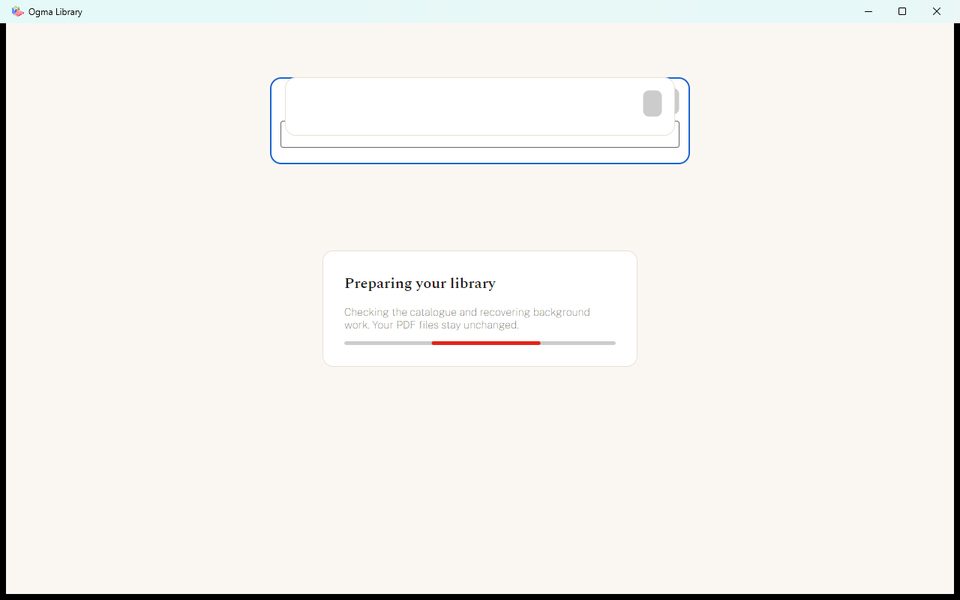 Ogma Library
Preparing your library
Checking the catalogue and recovering background
work. Your PDF files stay unchanged.